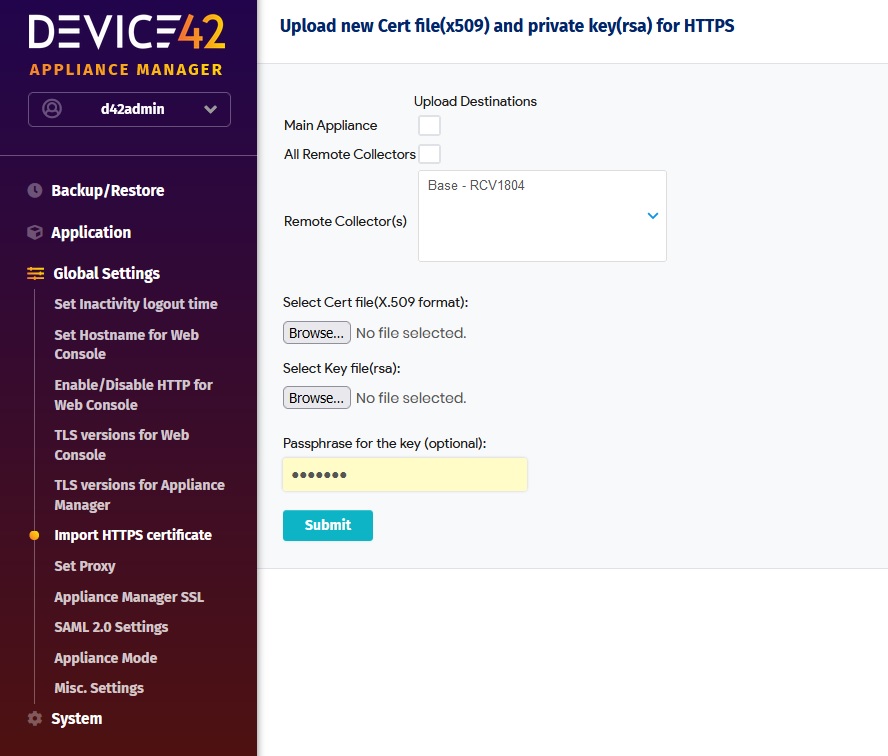 DEVICE42
APPLIANCE MANAGER
d42admin
Backup/Restore
Application
Global Settings
Set Inactivity logout time
Set Hostname for Web
Console
Enable/Disable HTTP for
Web Console
TLS versions for Web
Console
TLS versions for Appliance
Manager
Import HTTPS certificate
Set Proxy
Appliance Manager SSL
SAML 2.0 Settings
Appliance Mode
Misc. Settings
System
Upload new Cert file(x509) and private key(rsa) for HTTPS
Upload Destinations
Main Appliance
All Remote Collectors
Base - RCV1804
Remote Collector(s)
Select Cert file(X.509 format):
Browse... No file selected.
Select Key file(rsa):
Browse... No file selected.
Passphrase for the key (optional):
•••••••
Submit